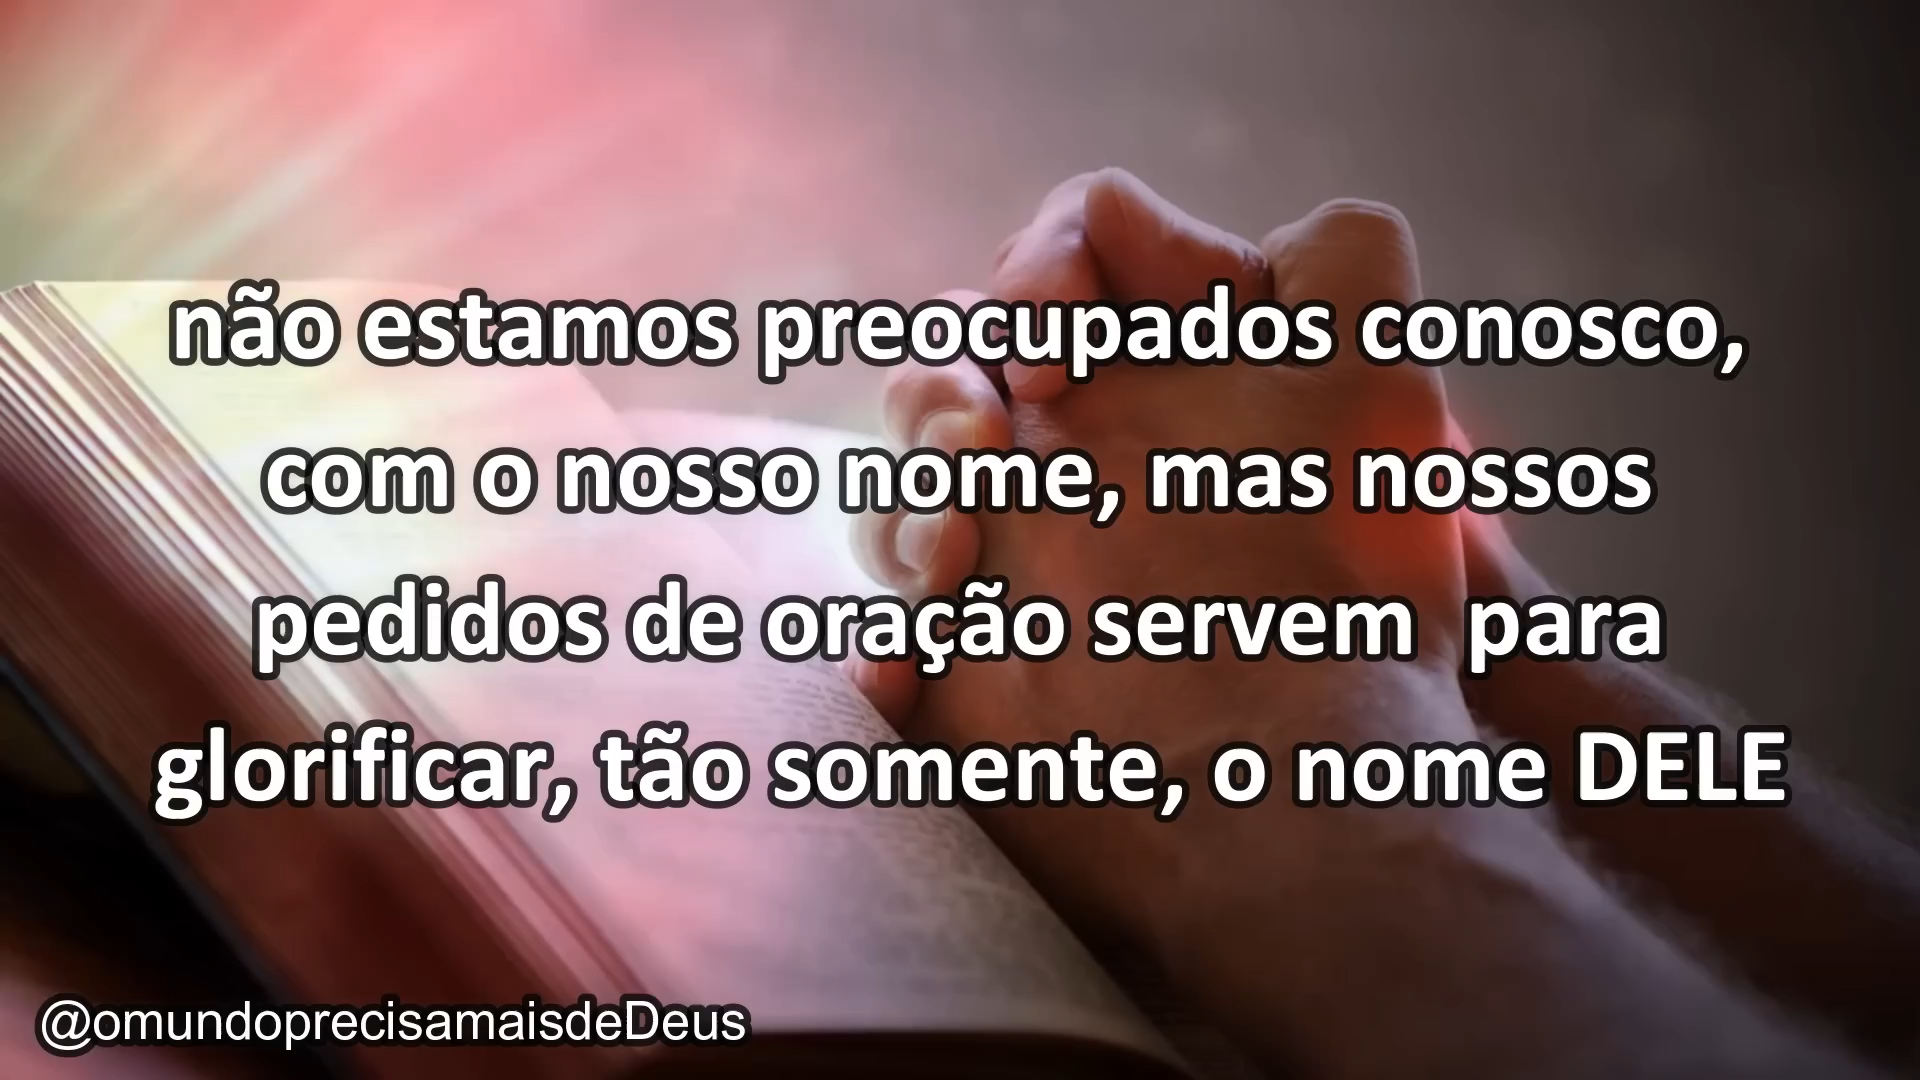 não estamos preocupados conosco,
com o nosso nome, mas nossos
pedidos de oração servem  para
glorificar, tão somente, o nome DELE
@omundoprecisamaisdeDeus